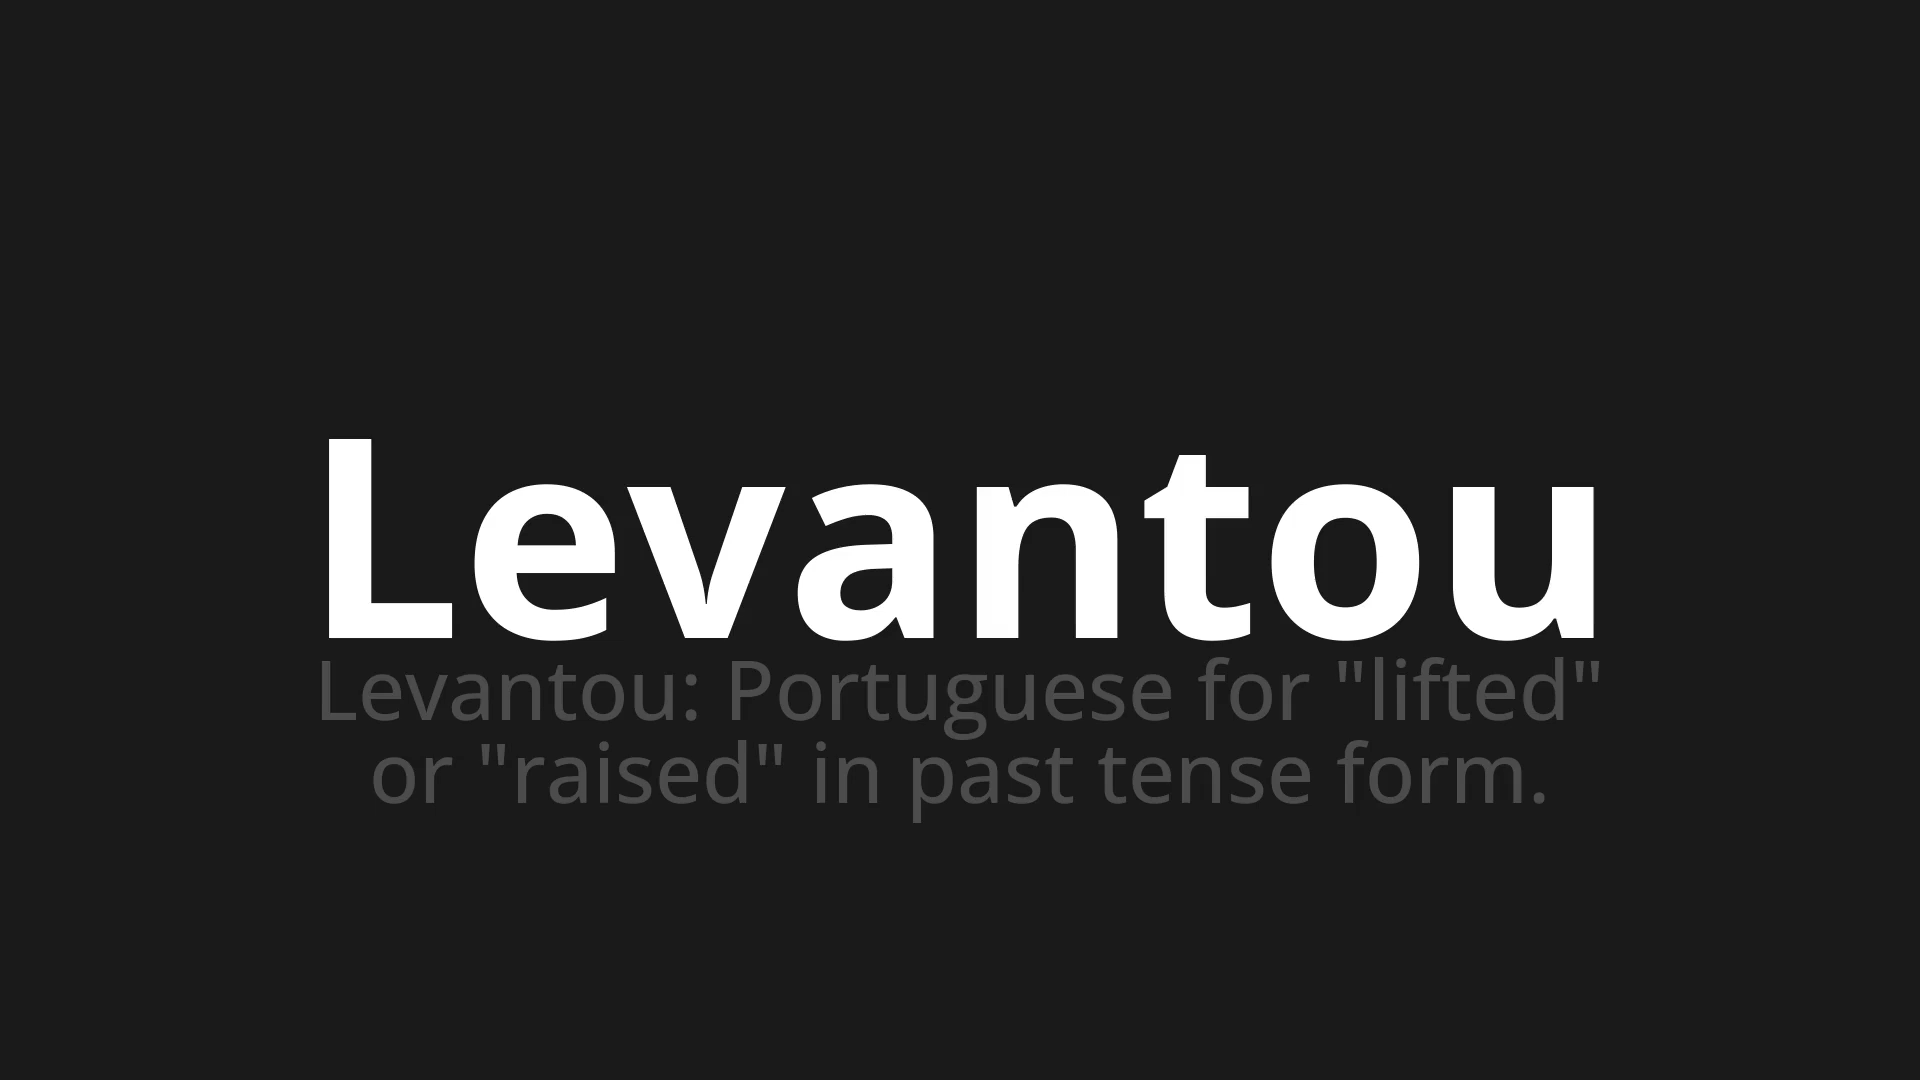 Levantou
Levantou: Portuguese for "lifted"
or "raised" in past tense form.